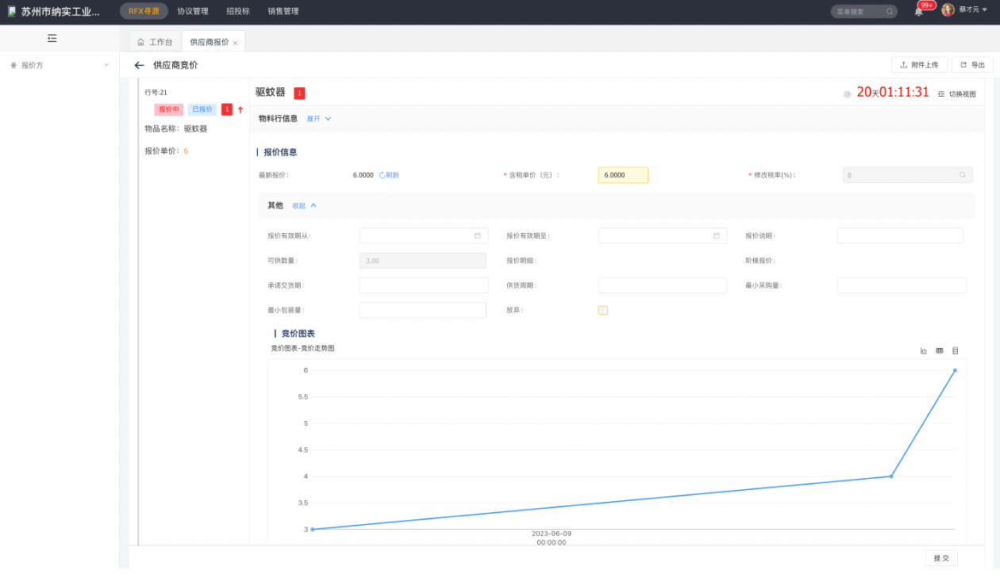 苏州市纳实工业... RFX寻源 协议管理 招投标 销售管理 菜单搜索 99+ 蔡才元
工作台 供应商报价 ×
报价方
供应商竞价 附件上传 导出
行号:21
报价中 已报价 1
物品名称: 驱蚊器
报价单价: 6
驱蚊器 1 20天01:11:31 切换视图
物料行信息 展开
报价信息
最新报价: 6.0000 刷新 * 含税单价(元): 6.0000 * 修改税率(%): 0
其他 收起
报价有效期从: 报价有效期至: 报价说明:
可供数量: 3.00 报价明细: 阶梯报价:
承诺交货期: 供货周期: 最小采购量:
最小包装量: 放弃:
竞价图表
竞价图表-竞价走势图
6
5.5
5
4.5
4
3.5
3
2023-06-09
00:00:00
提交